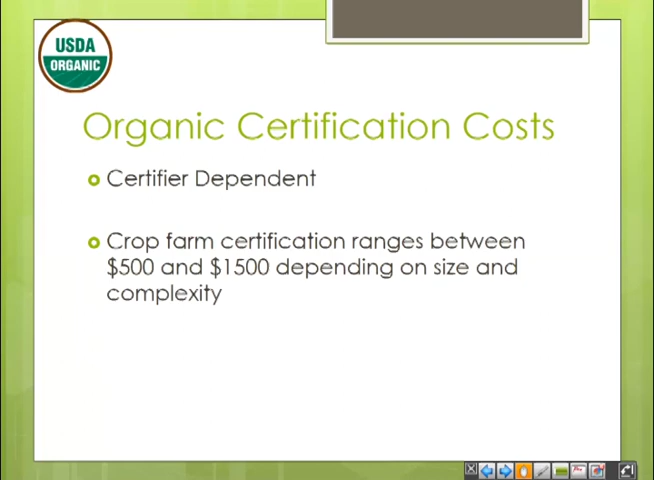 USDA
ORGANIC
Organic Certification Costs
Certifier Dependent
Crop farm certification ranges between
$500 and $1500 depending on size and
complexity